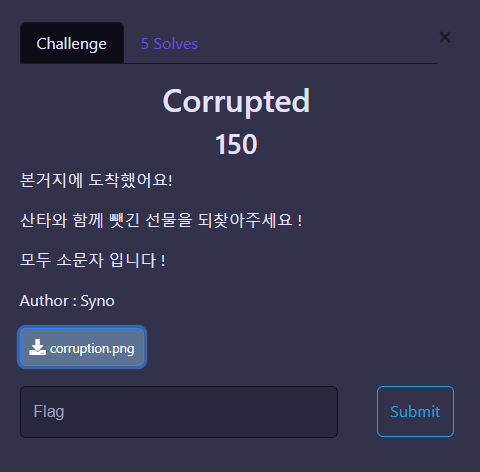 Challenge
5 Solves
×
Corrupted
150
본거지에 도착했어요!
산타와 함께 뺏긴 선물을 되찾아주세요 !
모두 소문자 입니다 !
Author : Syno
corruption.png
Flag
Submit